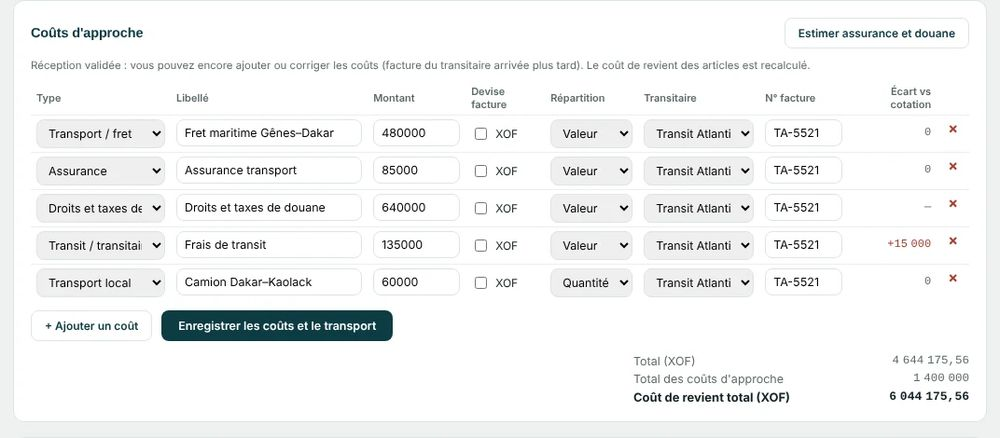 Coûts d'approche
Estimer assurance et douane
Réception validée : vous pouvez encore ajouter ou corriger les coûts (facture du transitaire arrivée plus tard). Le coût de revient des articles est recalculé.
Type Libellé Montant Devise facture Répartition Transitaire N° facture Écart vs cotation
Transport / fret Fret maritime Gênes–Dakar 480000 XOF Valeur Transit Atlanti TA-5521 0 ×
Assurance Assurance transport 85000 XOF Valeur Transit Atlanti TA-5521 0 ×
Droits et taxes de Droits et taxes de douane 640000 XOF Valeur Transit Atlanti TA-5521 — ×
Transit / transitai Frais de transit 135000 XOF Valeur Transit Atlanti TA-5521 +15 000 ×
Transport local Camion Dakar–Kaolack 60000 XOF Quantité Transit Atlanti TA-5521 0 ×
+ Ajouter un coût Enregistrer les coûts et le transport
Total (XOF) 4 644 175,56
Total des coûts d'approche 1 400 000
Coût de revient total (XOF) 6 044 175,56